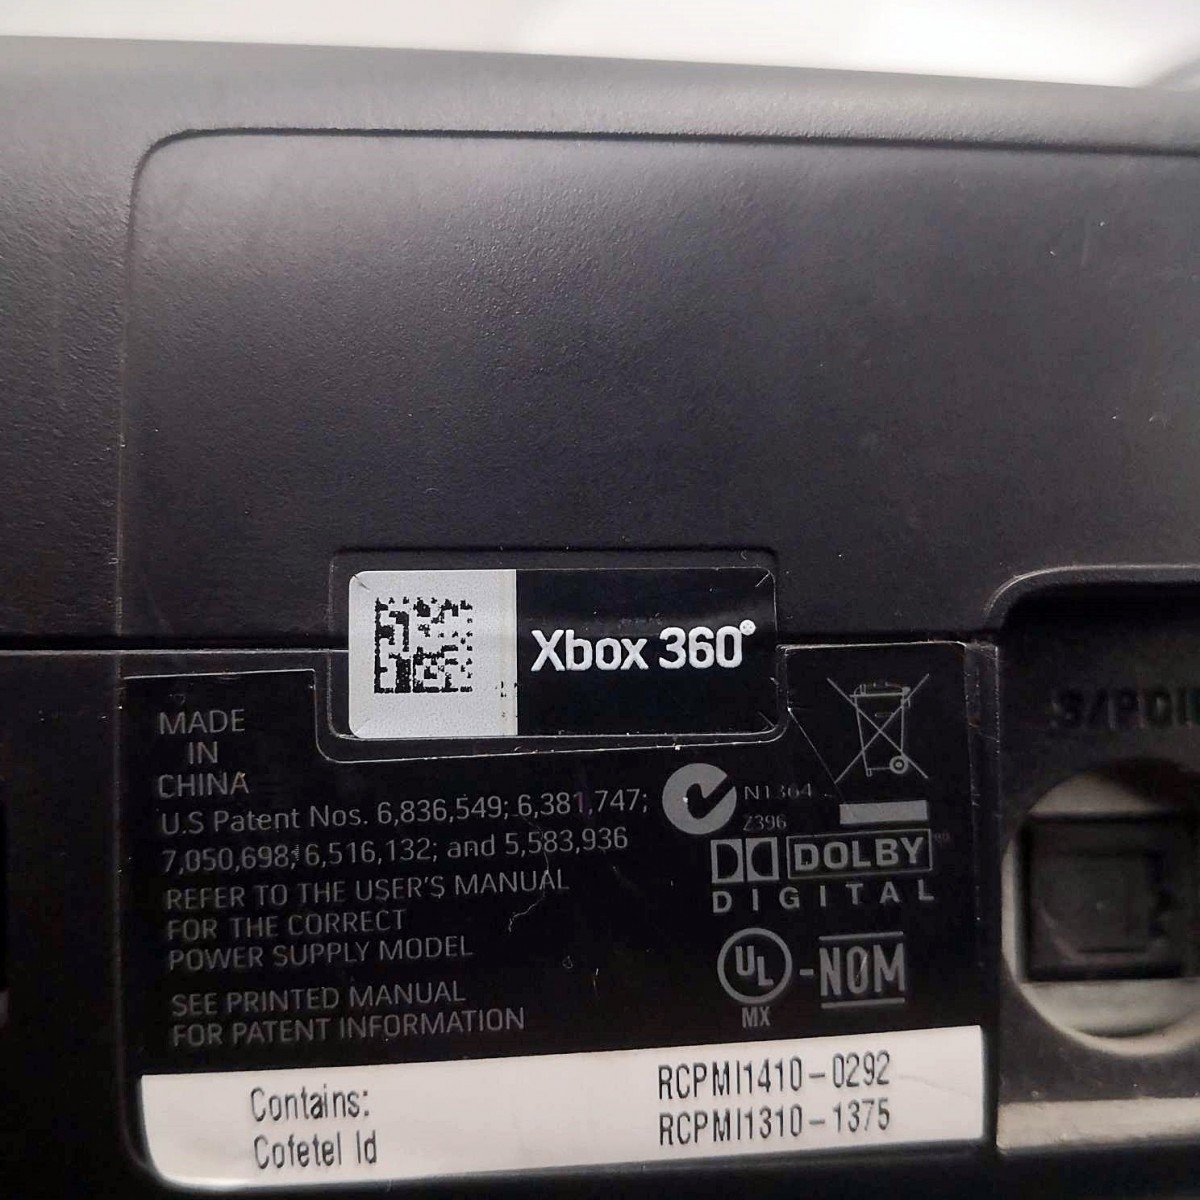 Xbox 360®
MADE
IN
CHINA
U.S Patent Nos. 6,836,549; 6,381,747;
7,050,698; 6,516,132; and 5,583,936
REFER TO THE USER'S MANUAL
FOR THE CORRECT
POWER SUPPLY MODEL
SEE PRINTED MANUAL
FOR PATENT INFORMATION
N1364
Z396
DOLBY
DIGITAL
UL-NOM
MX
S/PDIF
Contains: RCPMI1410-0292
Cofetel Id RCPMI1310-1375